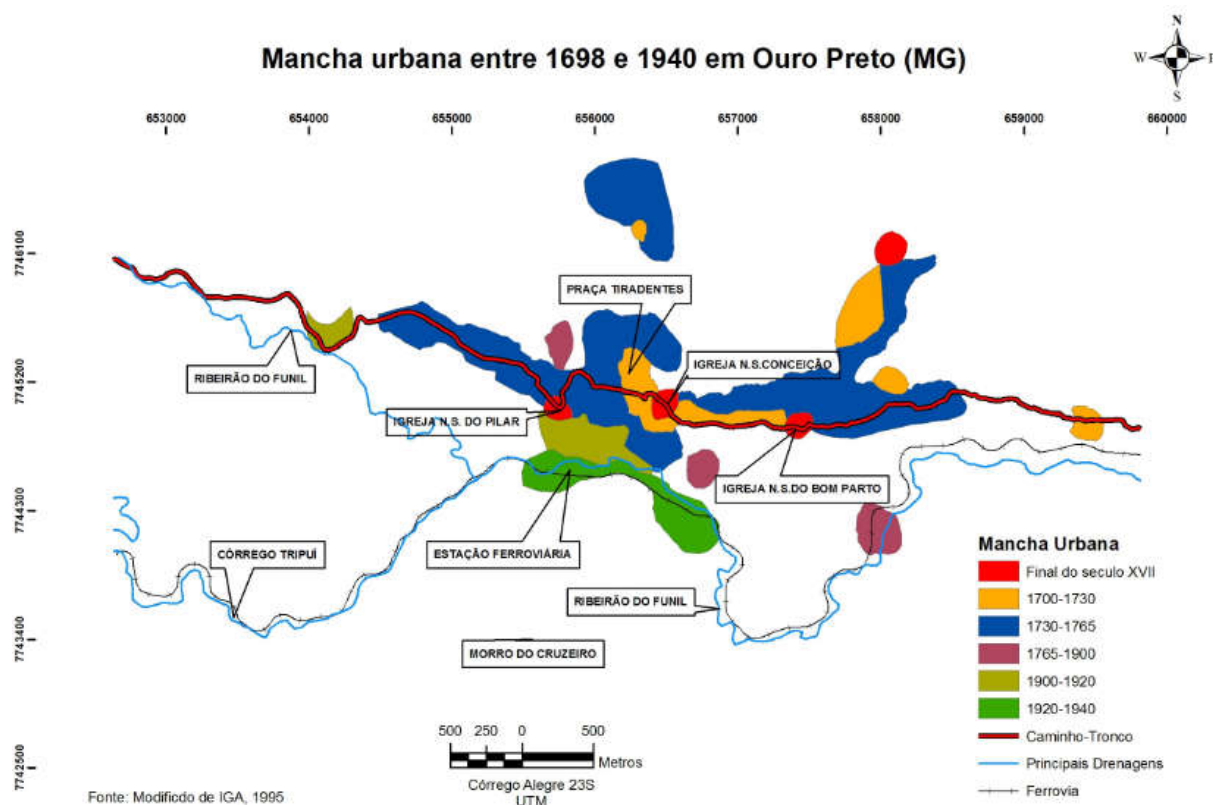 Mancha urbana entre 1698 e 1940 em Ouro Preto (MG)
N
W
E
S
653000
654000
655000
656000
657000
658000
659000
660000
7746100
7745200
7744300
7743400
7742500
PRAÇA TIRADENTES
IGREJA N.S.CONCEIÇÃO
RIBEIRÃO DO FUNIL
IGREJA N.S. DO PILAR
IGREJA N.S.DO BOM PARTO
CÓRREGO TRIPUÍ
ESTAÇÃO FERROVIÁRIA
RIBEIRÃO DO FUNIL
MORRO DO CRUZEIRO
Mancha Urbana
Final do seculo XVII
1700-1730
1730-1765
1765-1900
1900-1920
1920-1940
Caminho-Tronco
Principais Drenagens
Ferrovia
500 250 0 500
Metros
Córrego Alegre 23S
UTM
Fonte: Modificdo de IGA, 1995